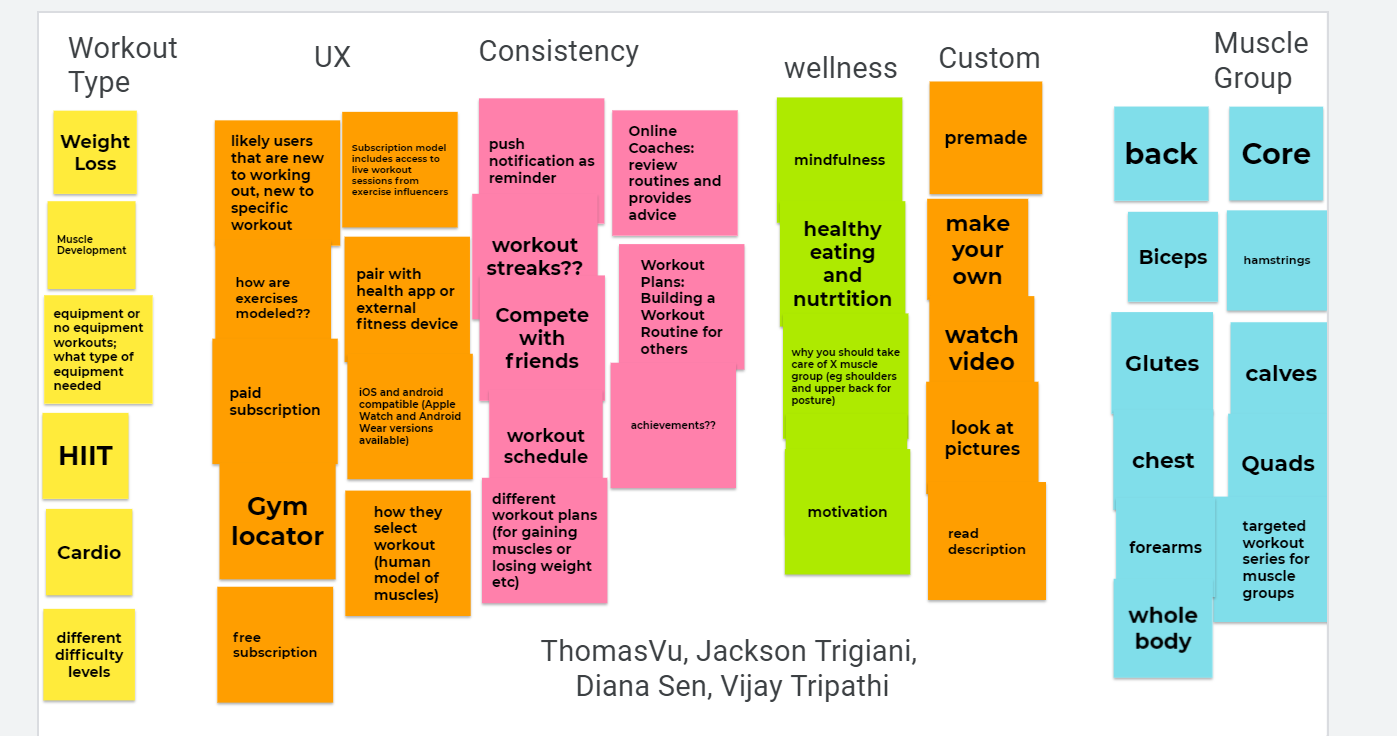 Workout
Type
Weight
Loss
Muscle
Development
equipment or
no equipment
workouts;
what type of
equipment
needed
HIIT
Cardio
different
difficulty
levels
UX
likely users
that are new
to working
out, new to
specific
workout
how are
exercises
modeled??
paid
subscription
Gym
locator
free
subscription
Subscription model
includes access to
live workout
sessions from
exercise influencers
pair with
health app or
external
fitness device
iOS and android
compatible (Apple
Watch and Android
Wear versions
available)
how they
select
workout
(human
model of
muscles)
Consistency
push
notification as
reminder
workout
streaks??
Compete
with
friends
workout
schedule
different
workout plans
(for gaining
muscles or
losing weight
etc)
Online
Coaches:
review
routines and
provides
advice
Workout
Plans:
Building a
Workout
Routine for
others
achievements??
wellness
mindfulness
healthy
eating
and
nutrtition
why you should take
care of X muscle
group (eg shoulders
and upper back for
posture)
motivation
Custom
premade
make
your
own
watch
video
look at
pictures
read
description
Muscle
Group
back
Biceps
Glutes
chest
forearms
whole
body
Core
hamstrings
calves
Quads
targeted
workout
series for
muscle
groups
ThomasVu, Jackson Trigiani,
Diana Sen, Vijay Tripathi